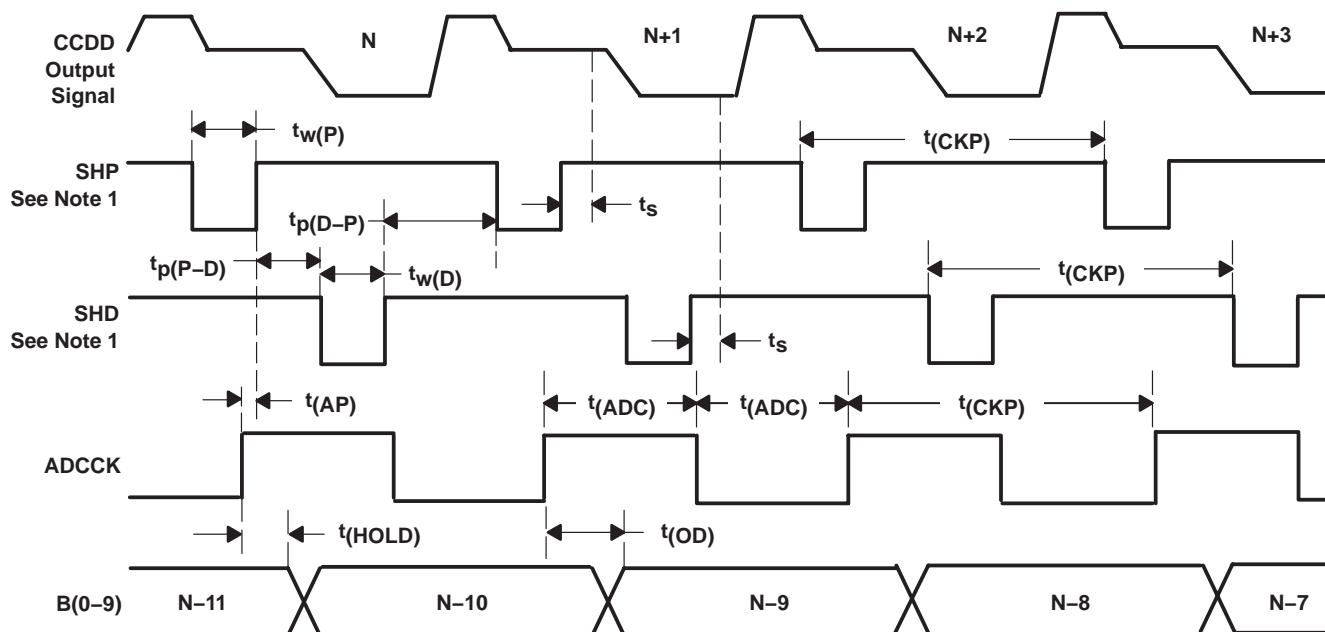 CCDD
Output
Signal
N
N+1
N+2
N+3
tw(P)
t(CKP)
SHP
See Note 1
tp(D–P)
ts
tp(P–D)
tw(D)
t(CKP)
SHD
See Note 1
ts
t(AP)
t(ADC)
t(ADC)
t(CKP)
ADCCK
t(HOLD)
t(OD)
B(0–9)
N–11
N–10
N–9
N–8
N–7